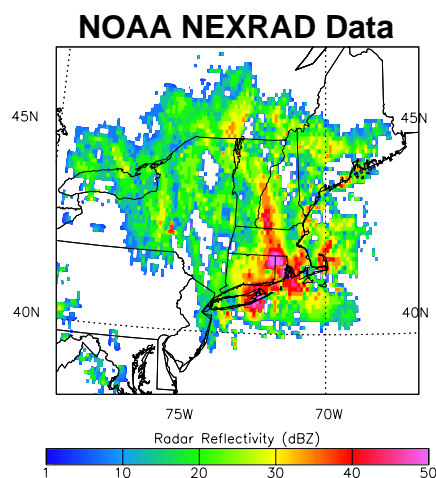 NOAA NEXRAD Data
45N 45N
40N 40N
75W 70W
Radar Reflectivity (dBZ)
1 10 20 30 40 50